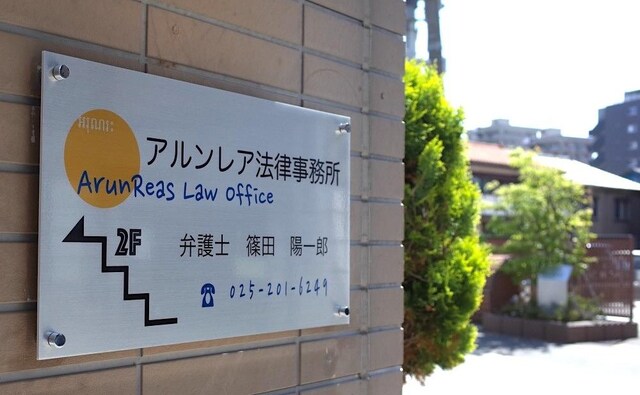 アルンレア法律事務所
ArunReas Law Office
2F
弁護士 篠田 陽一郎
025-201-6249